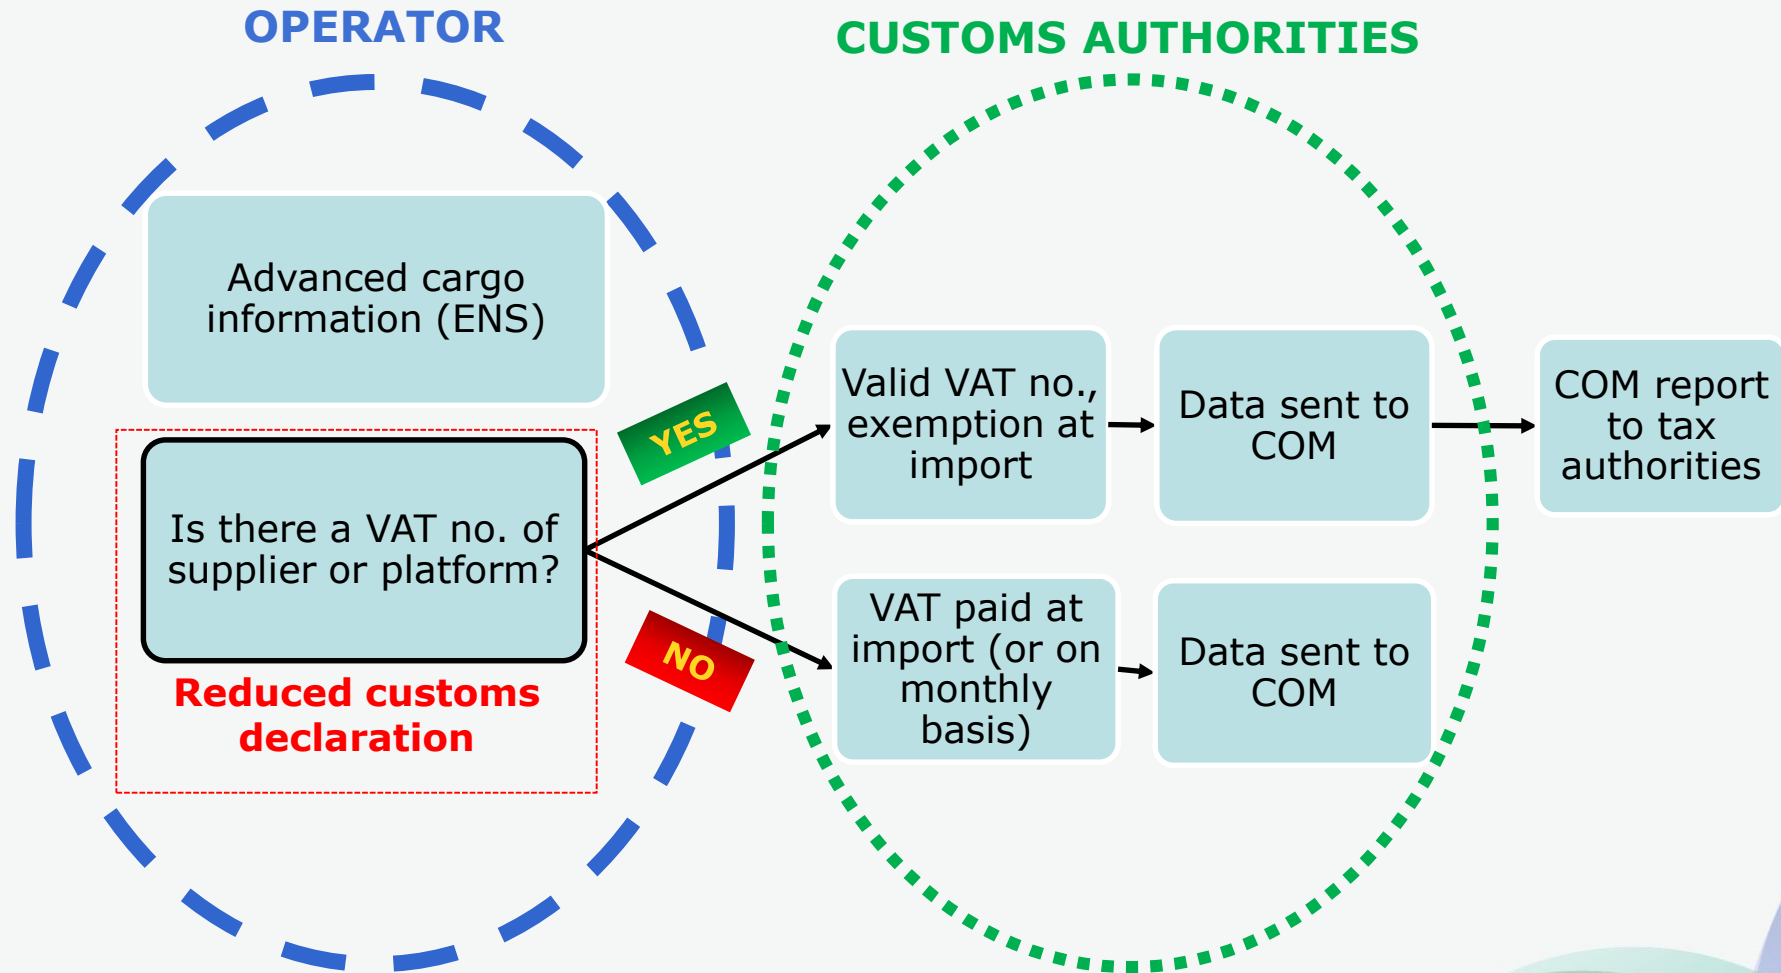 OPERATOR
CUSTOMS AUTHORITIES
Advanced cargo
information (ENS)
Is there a VAT no. of
supplier or platform?
Reduced customs
declaration
YES
NO
Valid VAT no.,
exemption at
import
Data sent to
COM
COM report
to tax
authorities
VAT paid at
import (or on
monthly
basis)
Data sent to
COM